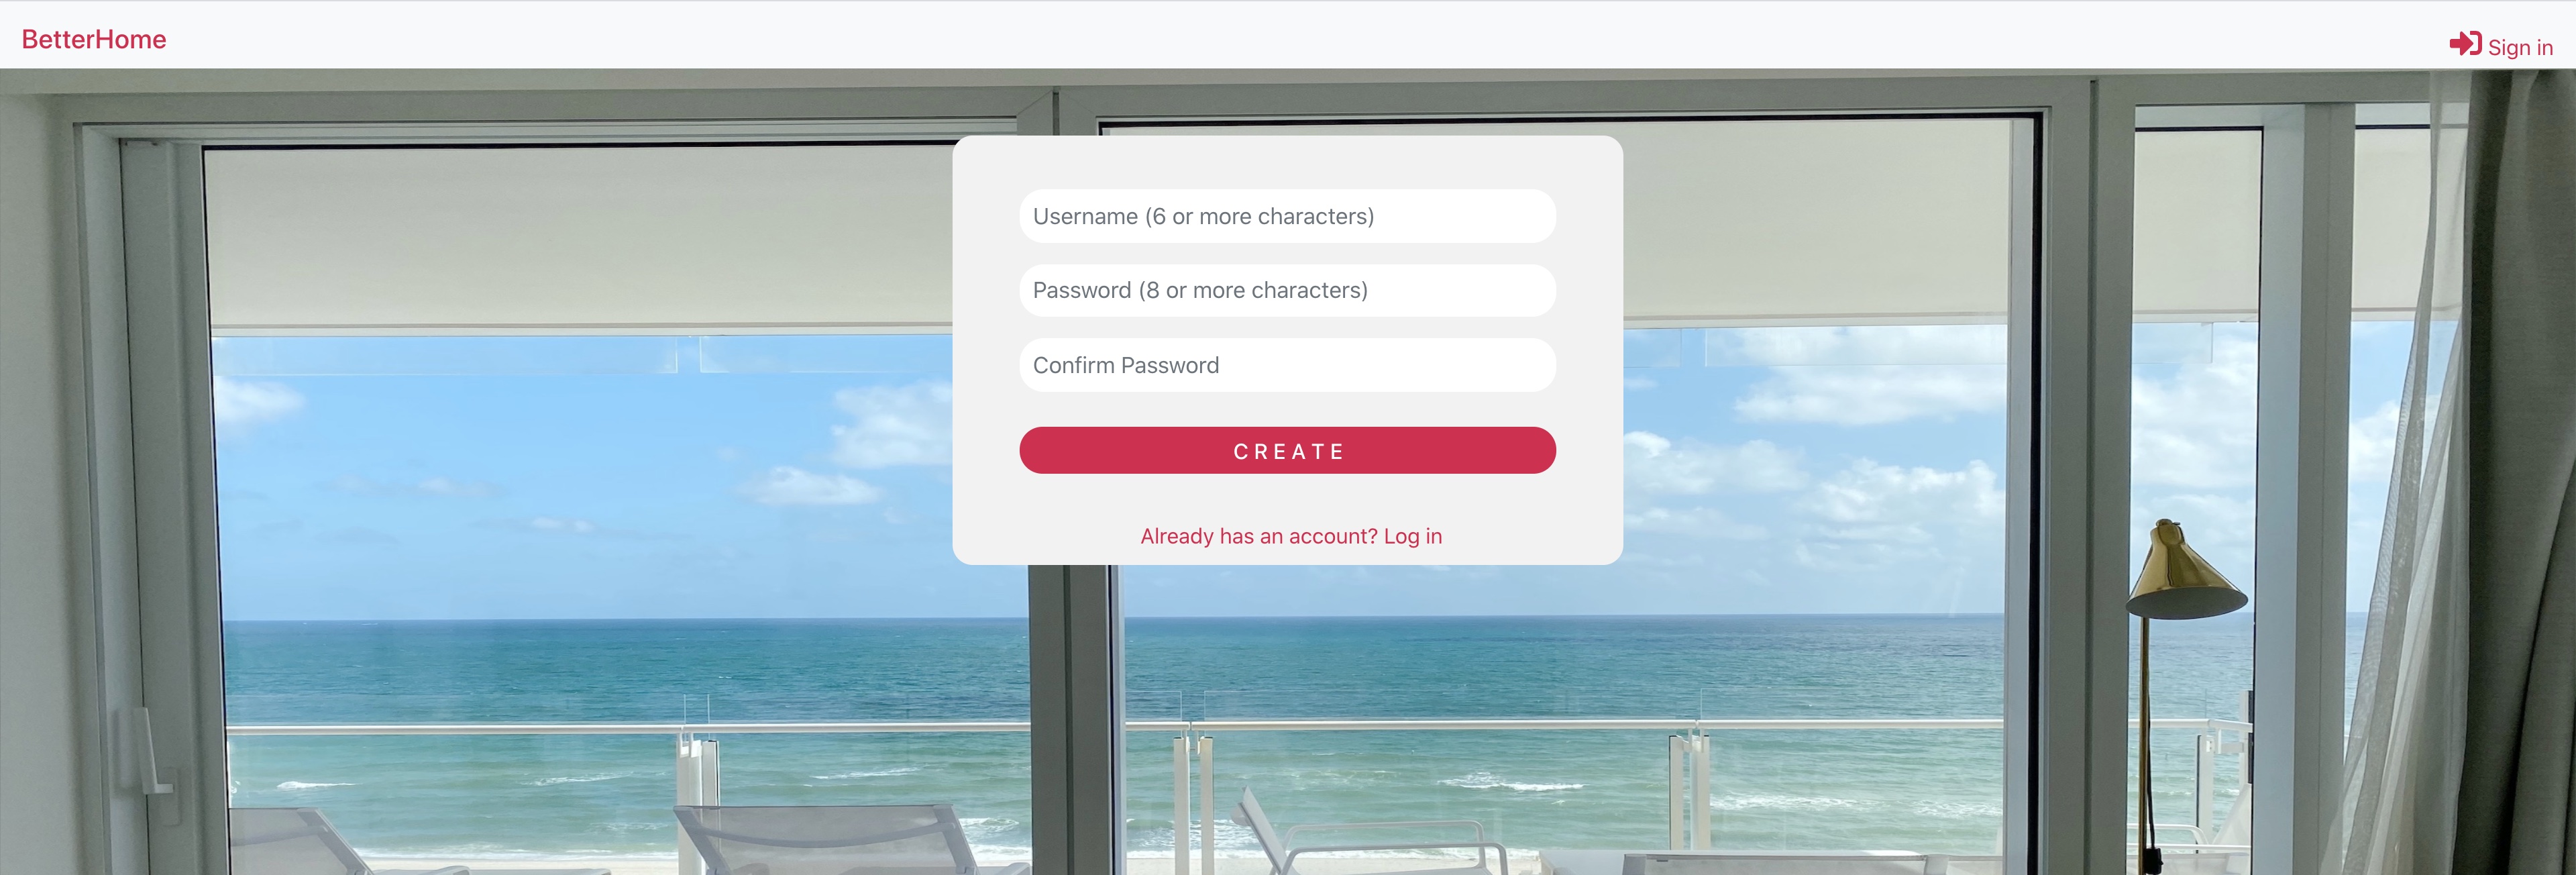 BetterHome
Sign in
Username (6 or more characters)
Password (8 or more characters)
Confirm Password
CREATE
Already has an account? Log in